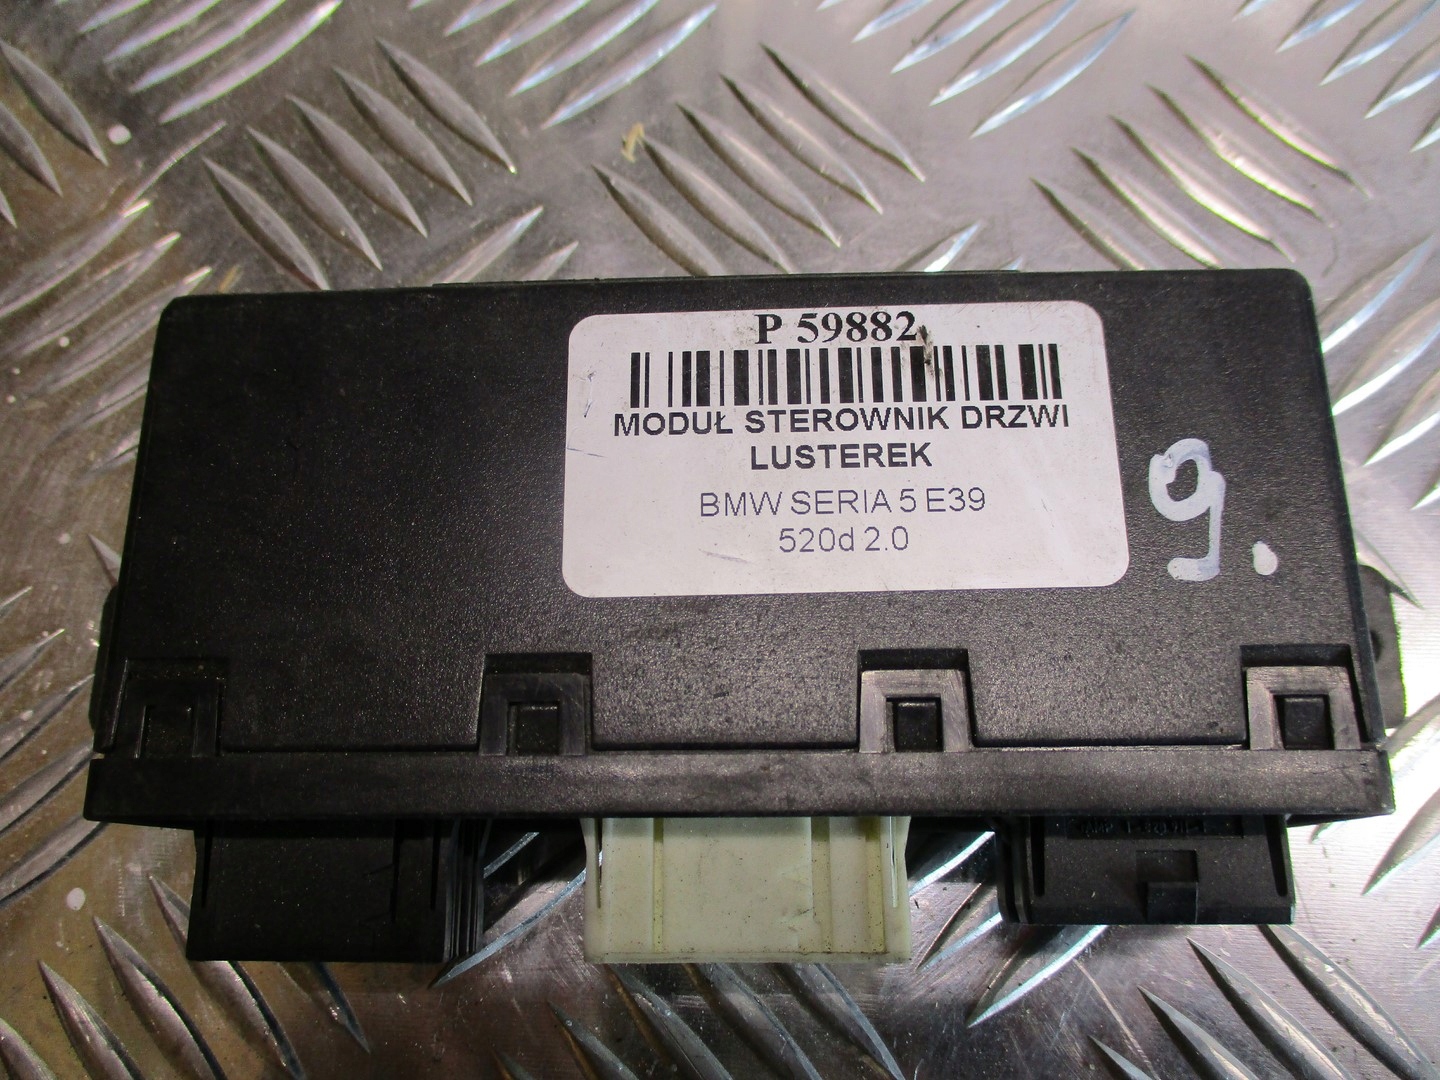 P 59882
MODUŁ STEROWNIK DRZWI
LUSTEREK
BMW SERIA 5 E39
520d 2.0
9.